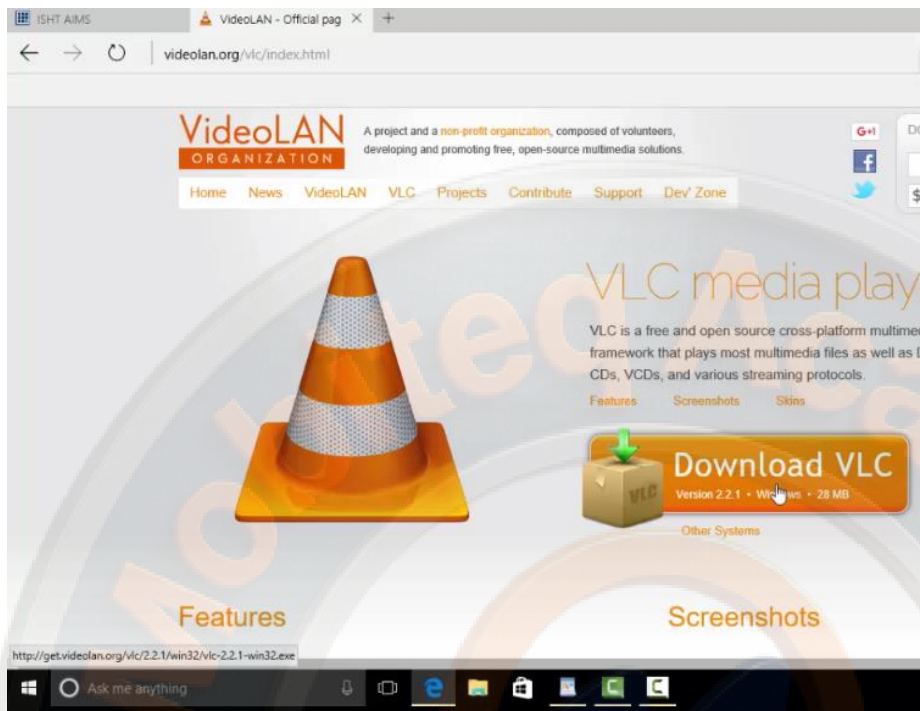 ISHT AIMS
VideoLAN - Official pag
videolan.org/vlc/index.html
VideoLAN
ORGANIZATION
A project and a non-profit organization, composed of volunteers,
developing and promoting free, open-source multimedia solutions.
G+1
DO
$
Home News VideoLAN VLC Projects Contribute Support Dev' Zone
VLC media play
VLC is a free and open source cross-platform multimed
framework that plays most multimedia files as well as D
CDs, VCDs, and various streaming protocols.
Features Screenshots Skins
VLC
Download VLC
Version 2.2.1 • Windows • 28 MB
Other Systems
Features
Screenshots
http://get.videolan.org/vlc/2.2.1/win32/vlc-2.2.1-win32.exe
Ask me anything